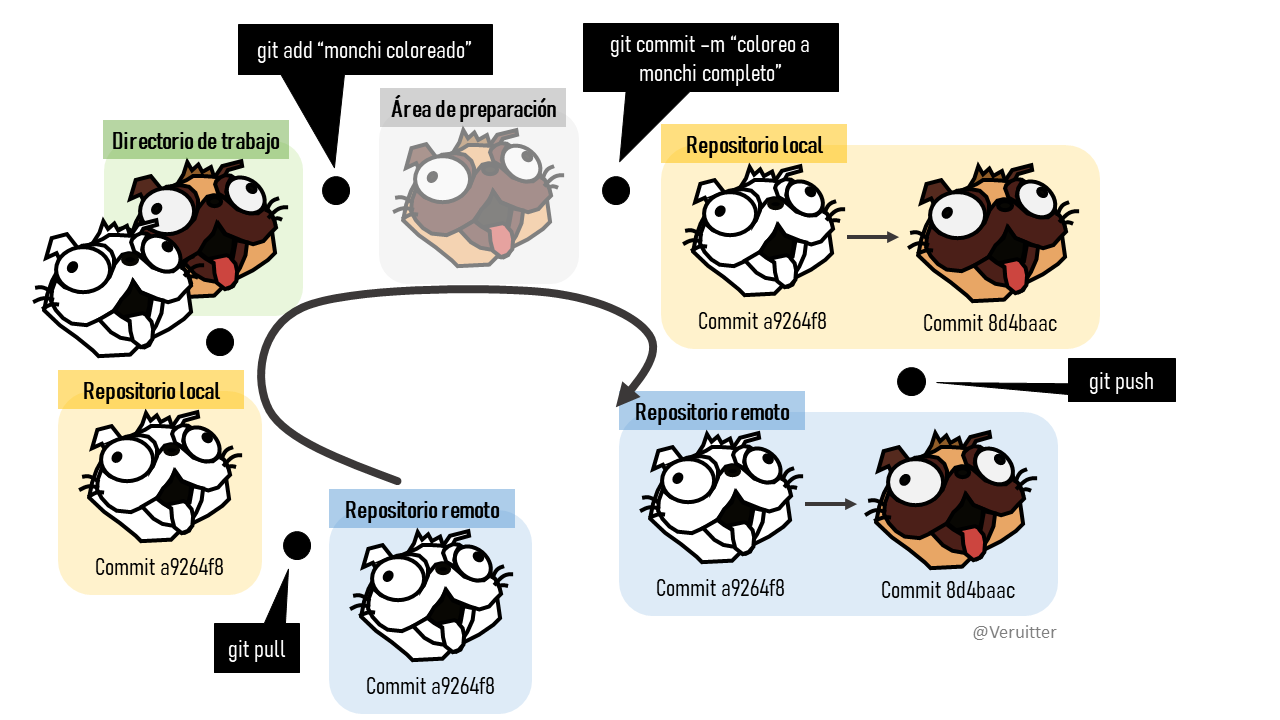 git add “monchi coloreado”
git commit –m “coloreo a
monchi completo”
Área de preparación
Directorio de trabajo
Repositorio local
Commit a9264f8
Commit 8d4baac
git push
Repositorio local
Commit a9264f8
Repositorio remoto
Commit a9264f8
Commit 8d4baac
@Veruitter
Repositorio remoto
Commit a9264f8
git pull